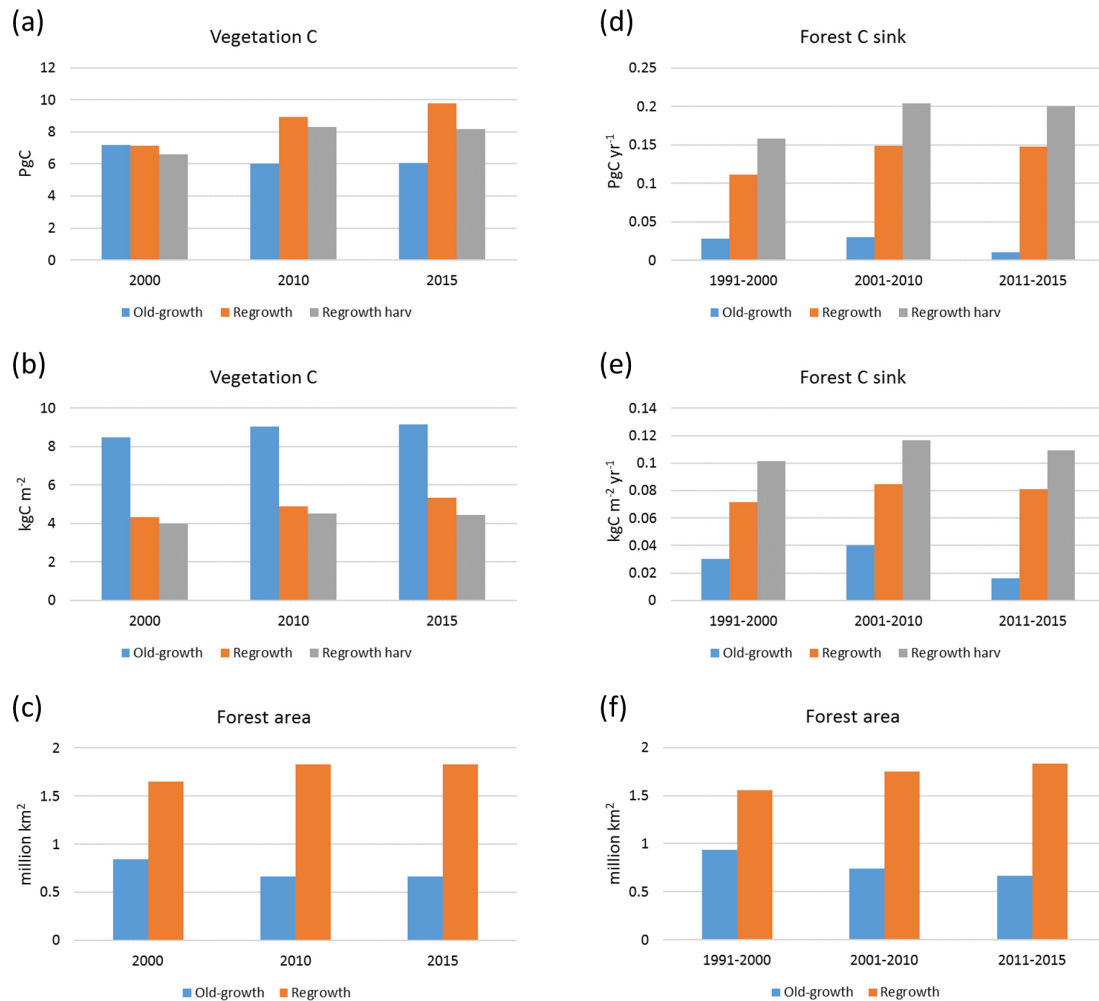 (a)
Vegetation C
12
10
8
6
4
2
0
PgC
2000 2010 2015
Old-growth Regrowth Regrowth harv
(d)
Forest C sink
0.25
0.2
0.15
0.1
0.05
0
PgC yr-1
1991-2000 2001-2010 2011-2015
Old-growth Regrowth Regrowth harv
(b)
Vegetation C
10
8
6
4
2
0
kgC m-2
2000 2010 2015
Old-growth Regrowth Regrowth harv
(e)
Forest C sink
0.14
0.12
0.1
0.08
0.06
0.04
0.02
0
kgC m-2 yr-1
1991-2000 2001-2010 2011-2015
Old-growth Regrowth Regrowth harv
(c)
Forest area
2
1.5
1
0.5
0
million km2
2000 2010 2015
Old-growth Regrowth
(f)
Forest area
2
1.5
1
0.5
0
million km2
1991-2000 2001-2010 2011-2015
Old-growth Regrowth